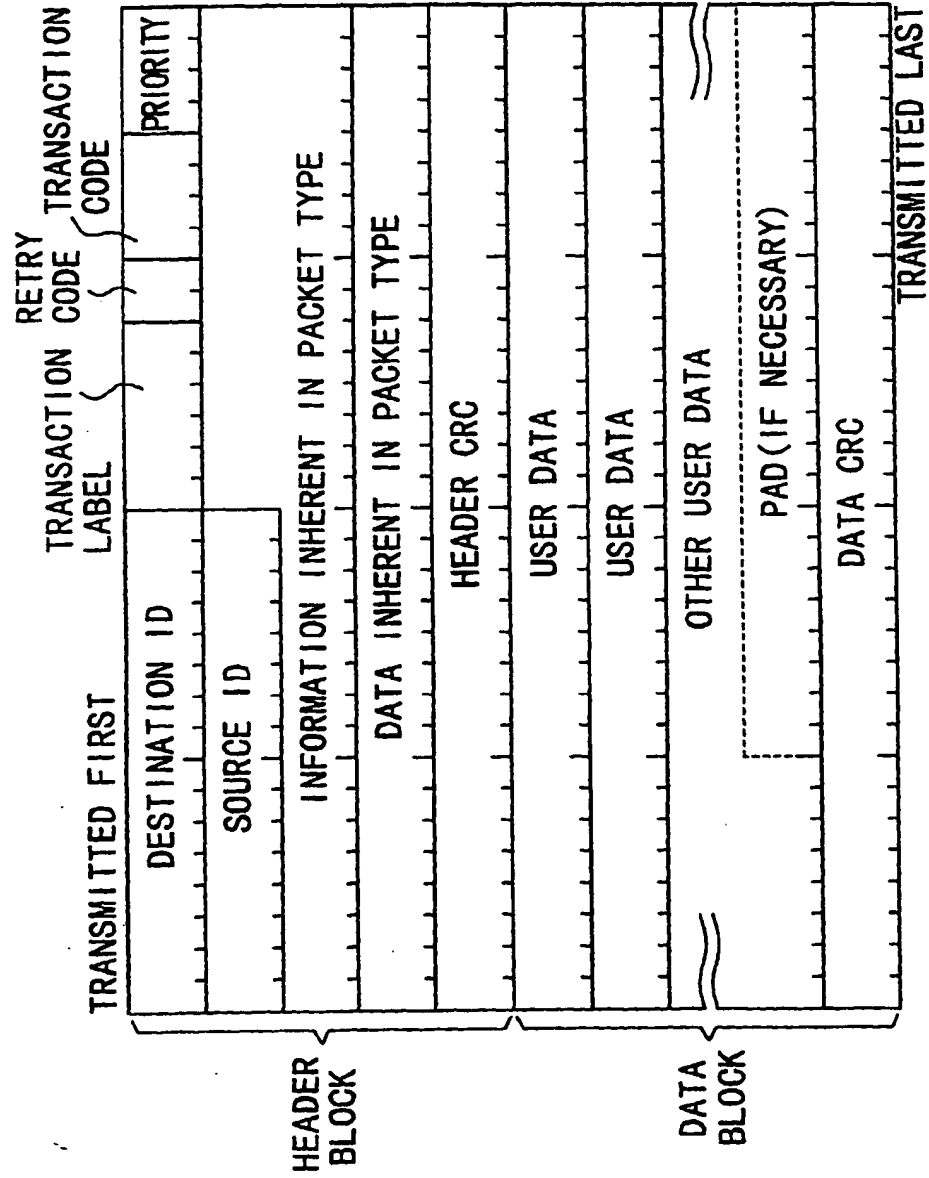 TRANSMITTED FIRST
TRANSACTION
LABEL
RETRY
CODE
TRANSACTION
CODE
DESTINATION ID
PRIORITY
SOURCE ID
INFORMATION INHERENT IN PACKET TYPE
DATA INHERENT IN PACKET TYPE
HEADER CRC
USER DATA
USER DATA
OTHER USER DATA
PAD(IF NECESSARY)
DATA CRC
TRANSMITTED LAST
HEADER
BLOCK
DATA
BLOCK